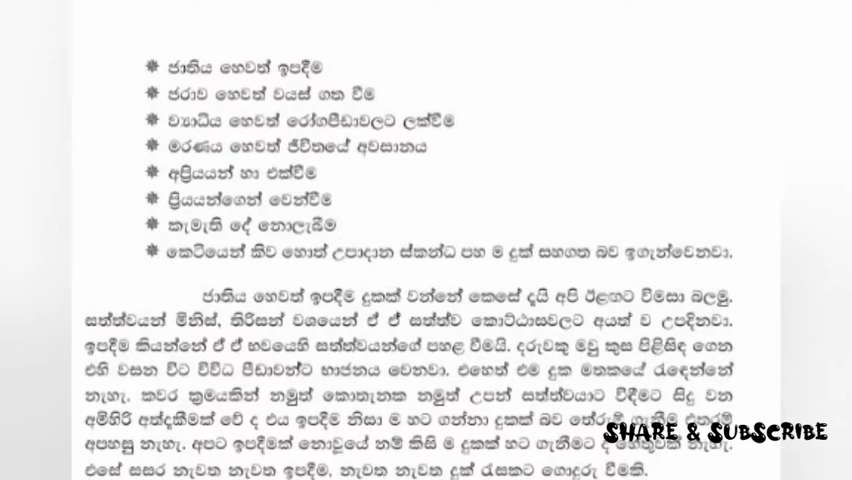 ✵ ජාතිය හෙවත් ඉපදීම
✵ ජරාව හෙවත් වයස් ගත වීම
✵ ව්‍යාධිය හෙවත් රෝගපීඩාවලට ලක්වීම
✵ මරණය හෙවත් ජීවිතයේ අවසානය
✵ අප්‍රියයන් හා එක්වීම
✵ ප්‍රියයන්ගෙන් වෙන්වීම
✵ කැමැති දේ නොලැබීම
✵ කෙටියෙන් කිව හොත් උපාදාන ස්කන්ධ පහ ම දුක් සහගත බව ඉගැන්වෙනවා.
ජාතිය හෙවත් ඉපදීම දුකක් වන්නේ කෙසේ දැයි අපි ඊළඟට විමසා බලමු.
සත්ත්වයන් මිනිස්, තිරිසන් වශයෙන් ඒ ඒ සත්ත්ව කොට්ඨාසවලට අයත් ව උපදිනවා.
ඉපදීම කියන්නේ ඒ ඒ භවයෙහි සත්ත්වයන්ගේ පහළ වීමයි. දරුවකු මවු කුස පිළිසිඳ ගෙන
එහි වසන විට විවිධ පීඩාවන්ට භාජනය වෙනවා. එහෙත් එම දුක මතකයේ රැඳෙන්නේ
නැහැ. කවර ක්‍රමයකින් නමුත් කොතැනක නමුත් උපන් සත්ත්වයාට විඳීමට සිදු වන
අමිහිරි අත්දැකීමක් වේ ද එය ඉපදීම නිසා ම හට ගන්නා දුකක් බව තේරුම් ගැනීම එතරම්
අපහසු නැහැ. අපට ඉපදීමක් නොවූයේ නම් කිසි ම දුකක් හට ගැනීමට ද හේතුවක් නැහැ.
එසේ සසර නැවත නැවත ඉපදීම, නැවත නැවත දුක් රැසකට ගොදුරු වීමකි.
SHARE & SUBSCRIBE